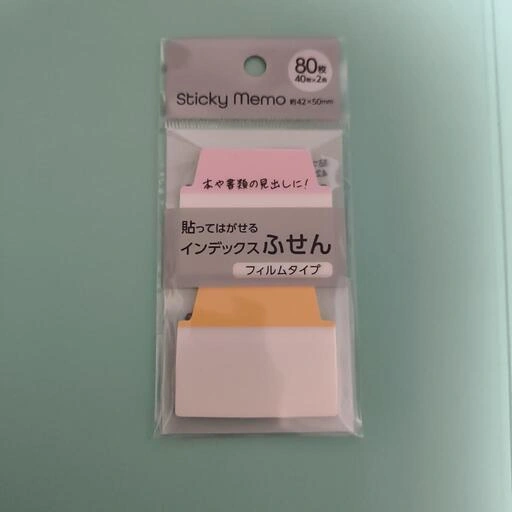 80枚
40枚×2色
Sticky Memo
約42×50mm
本や書類の見出しに!
貼ってはがせる
インデックスふせん
フィルムタイプ